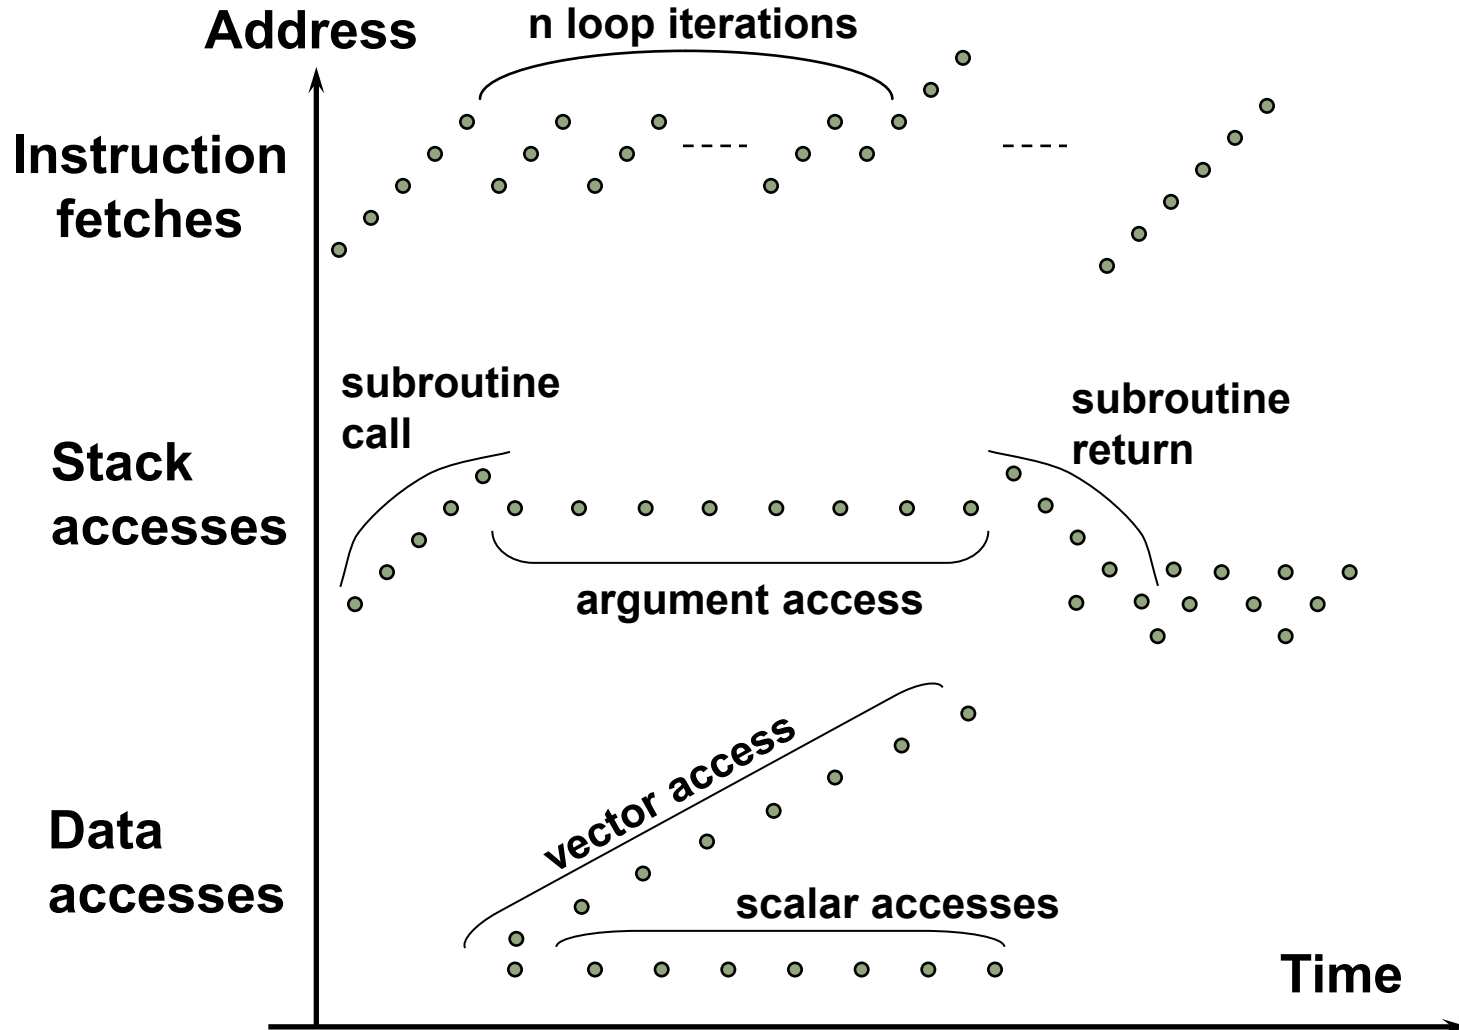 Address
n loop iterations
Instruction
fetches
subroutine
call
subroutine
return
Stack
accesses
argument access
vector access
Data
accesses
scalar accesses
Time